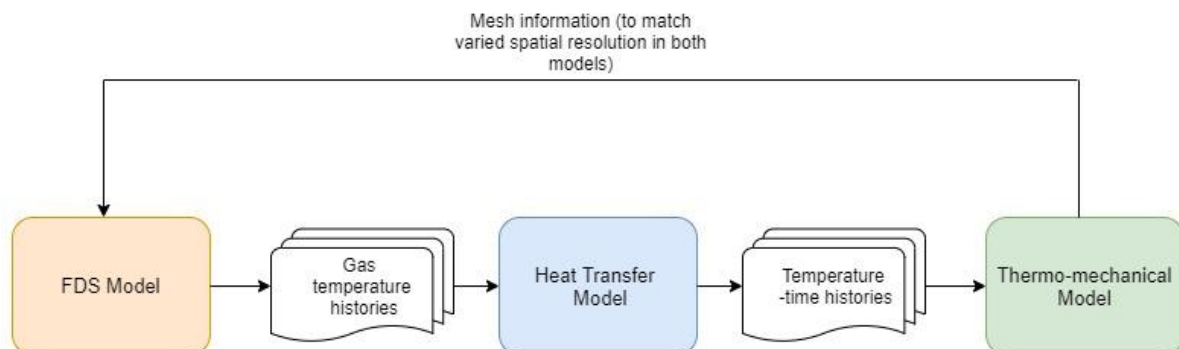 Mesh information (to match
varied spatial resolution in both
models)
FDS Model
Gas
temperature
histories
Heat Transfer
Model
Temperature
-time histories
Thermo-mechanical
Model